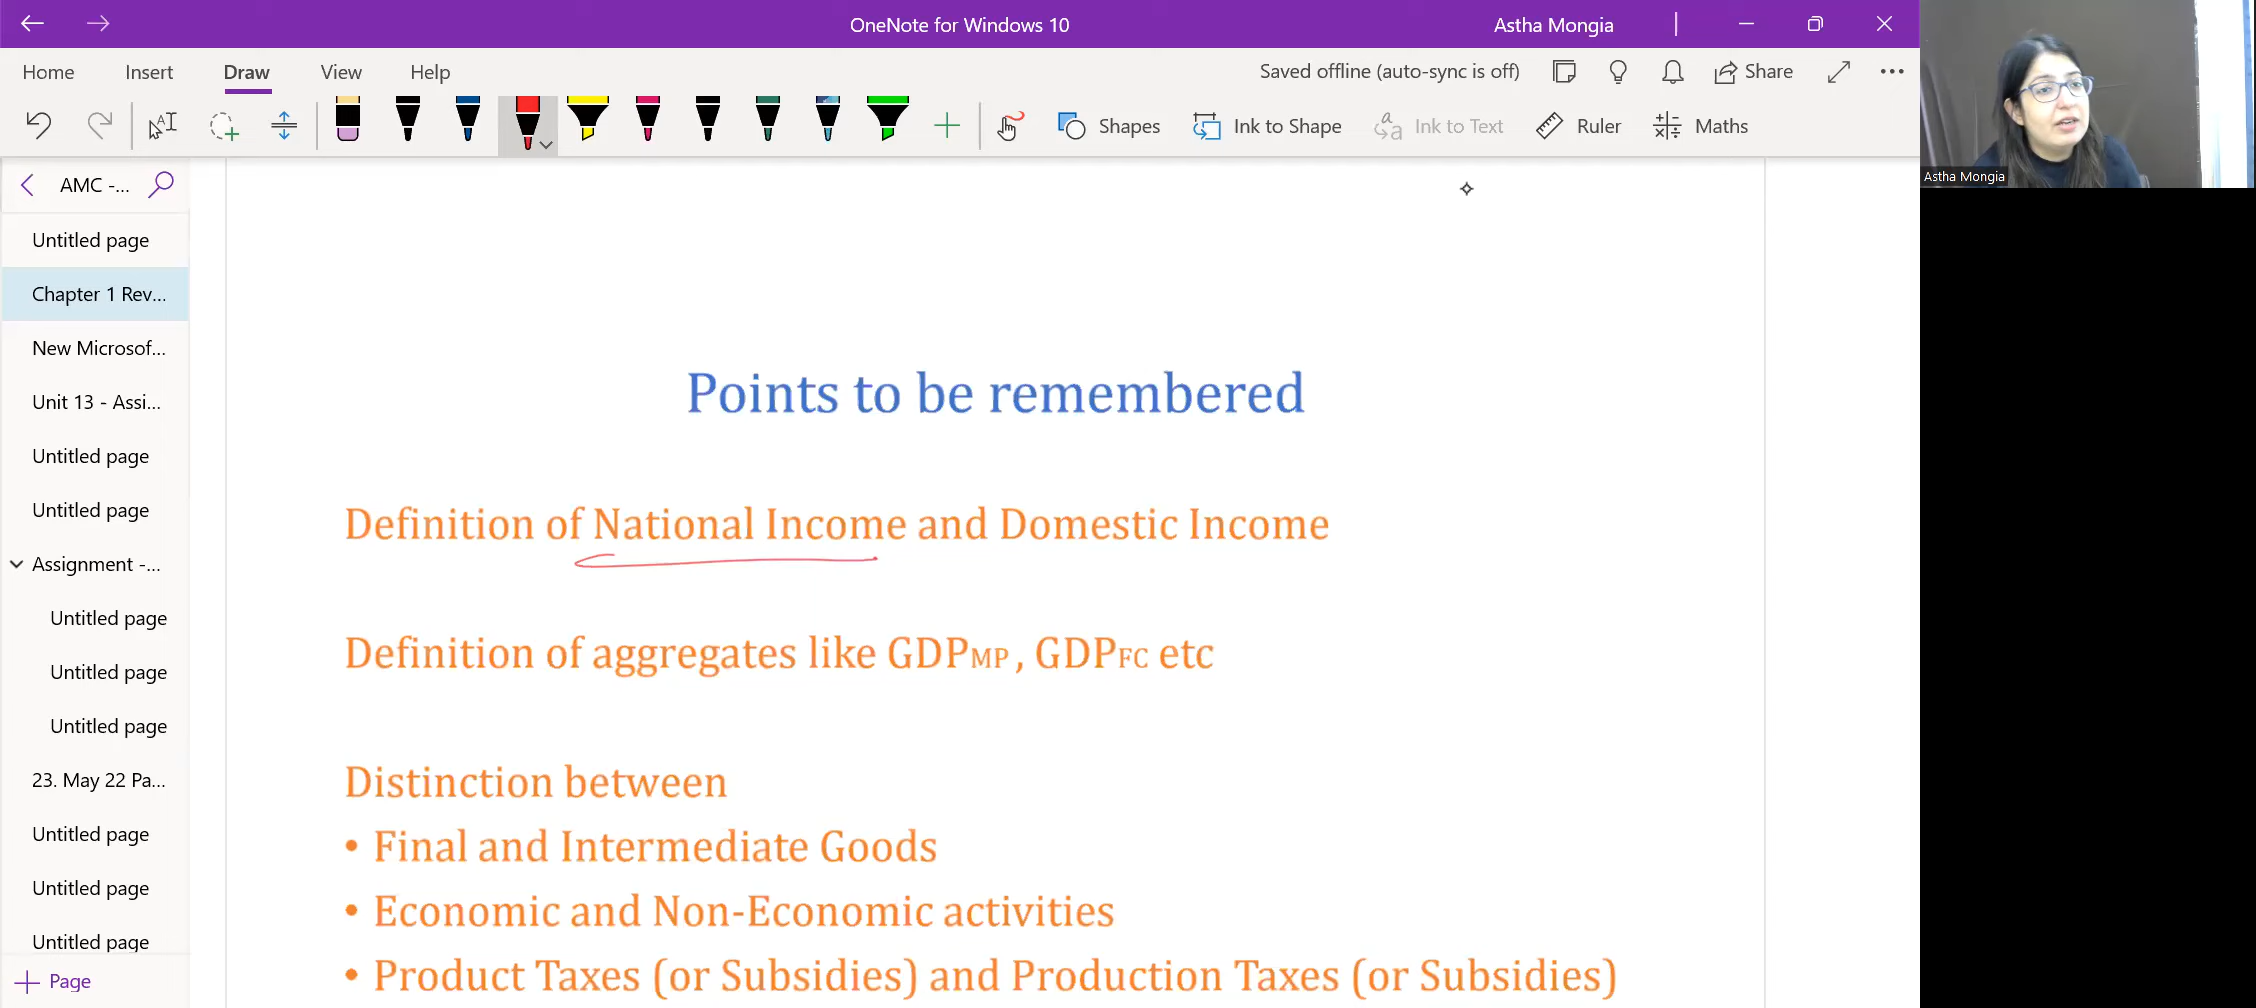 OneNote for Windows 10
Astha Mongia
Home Insert Draw View Help
Saved offline (auto-sync is off)
Share
Shapes
Ink to Shape
Ink to Text
Ruler
Maths
Astha Mongia
AMC -...
Untitled page
Chapter 1 Rev...
New Microsof...
Unit 13 - Assi...
Untitled page
Untitled page
Assignment -...
Untitled page
Untitled page
Untitled page
23. May 22 Pa...
Untitled page
Untitled page
Untitled page
Page
Points to be remembered
Definition of National Income and Domestic Income
Definition of aggregates like GDPMP, GDPFC etc
Distinction between
• Final and Intermediate Goods
• Economic and Non-Economic activities
• Product Taxes (or Subsidies) and Production Taxes (or Subsidies)